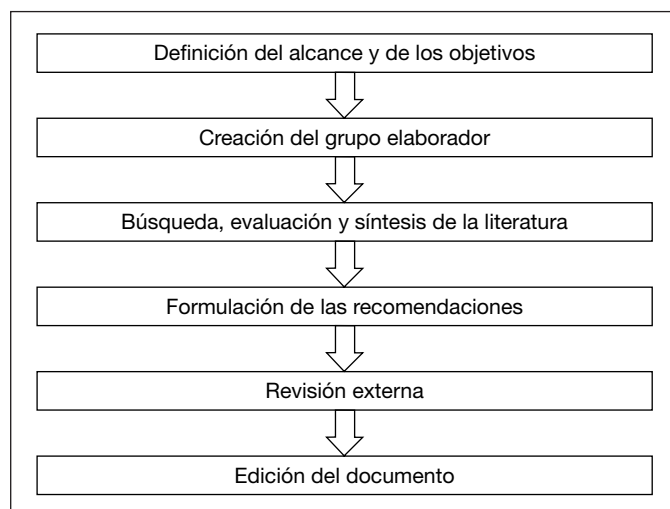 Definición del alcance y de los objetivos
Creación del grupo elaborador
Búsqueda, evaluación y síntesis de la literatura
Formulación de las recomendaciones
Revisión externa
Edición del documento